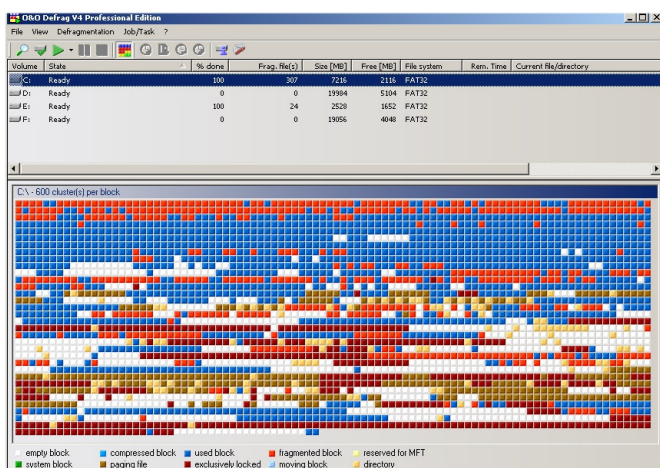 O&O Defrag V4 Professional Edition
File View Defragmentation Job/Task ?
Volume State % done Frag. file(s) Size [MB] Free [MB] File system Rem. Time Current file/directory
C: Ready 100 307 7216 2116 FAT32
D: Ready 0 0 19984 5104 FAT32
E: Ready 100 24 2528 1652 FAT32
F: Ready 0 0 19056 4048 FAT32
C:\ - 600 cluster(s) per block
empty block compressed block used block fragmented block reserved for MFT
system block paging file exclusively locked moving block directory